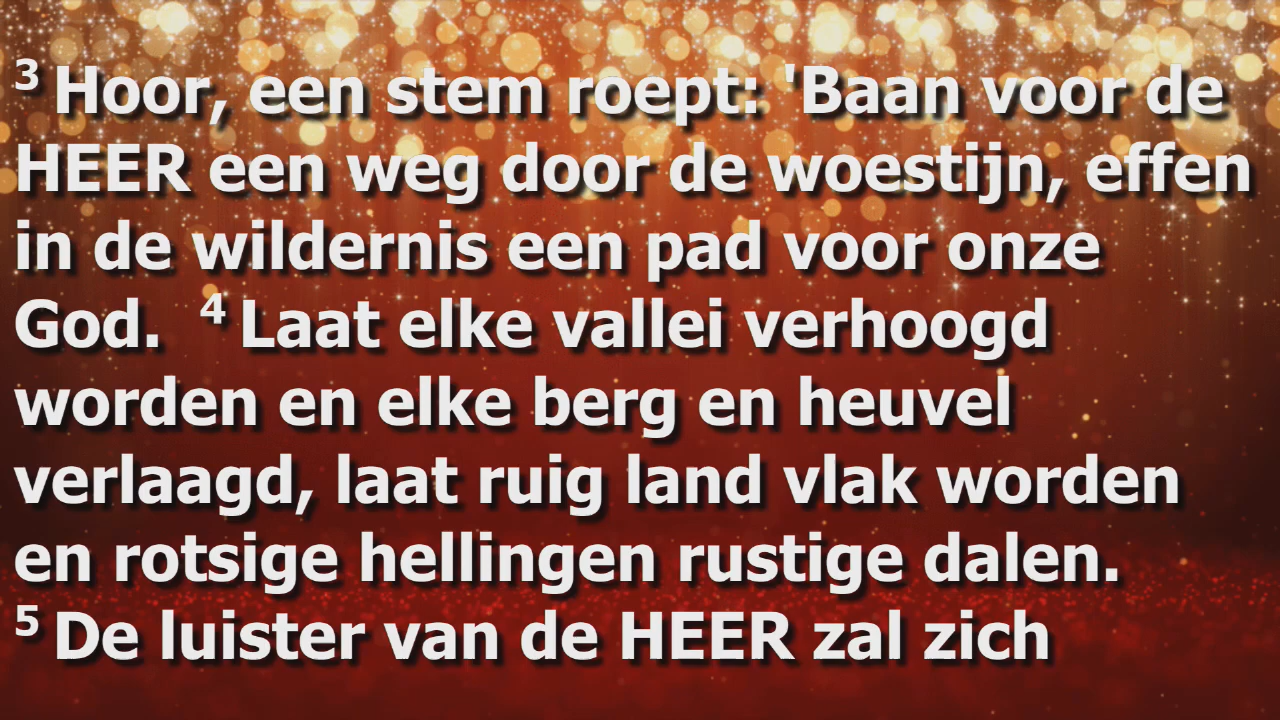 3 Hoor, een stem roept: 'Baan voor de
HEER een weg door de woestijn, effen
in de wildernis een pad voor onze
God. 4 Laat elke vallei verhoogd
worden en elke berg en heuvel
verlaagd, laat ruig land vlak worden
en rotsige hellingen rustige dalen.
5 De luister van de HEER zal zich